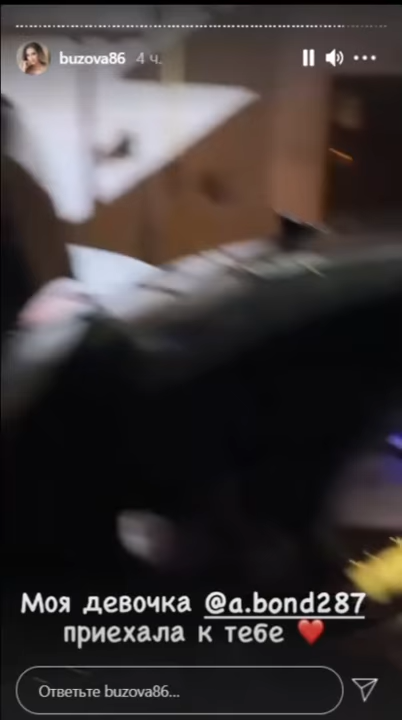 buzova86 4 ч.
Моя девочка @a.bond287
приехала к тебе ❤️
Ответьте buzova86...